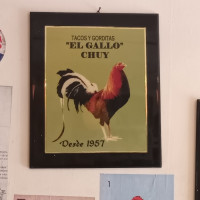 TACOS Y GORDITAS
"EL GALLO"
CHUY
Desde 1957